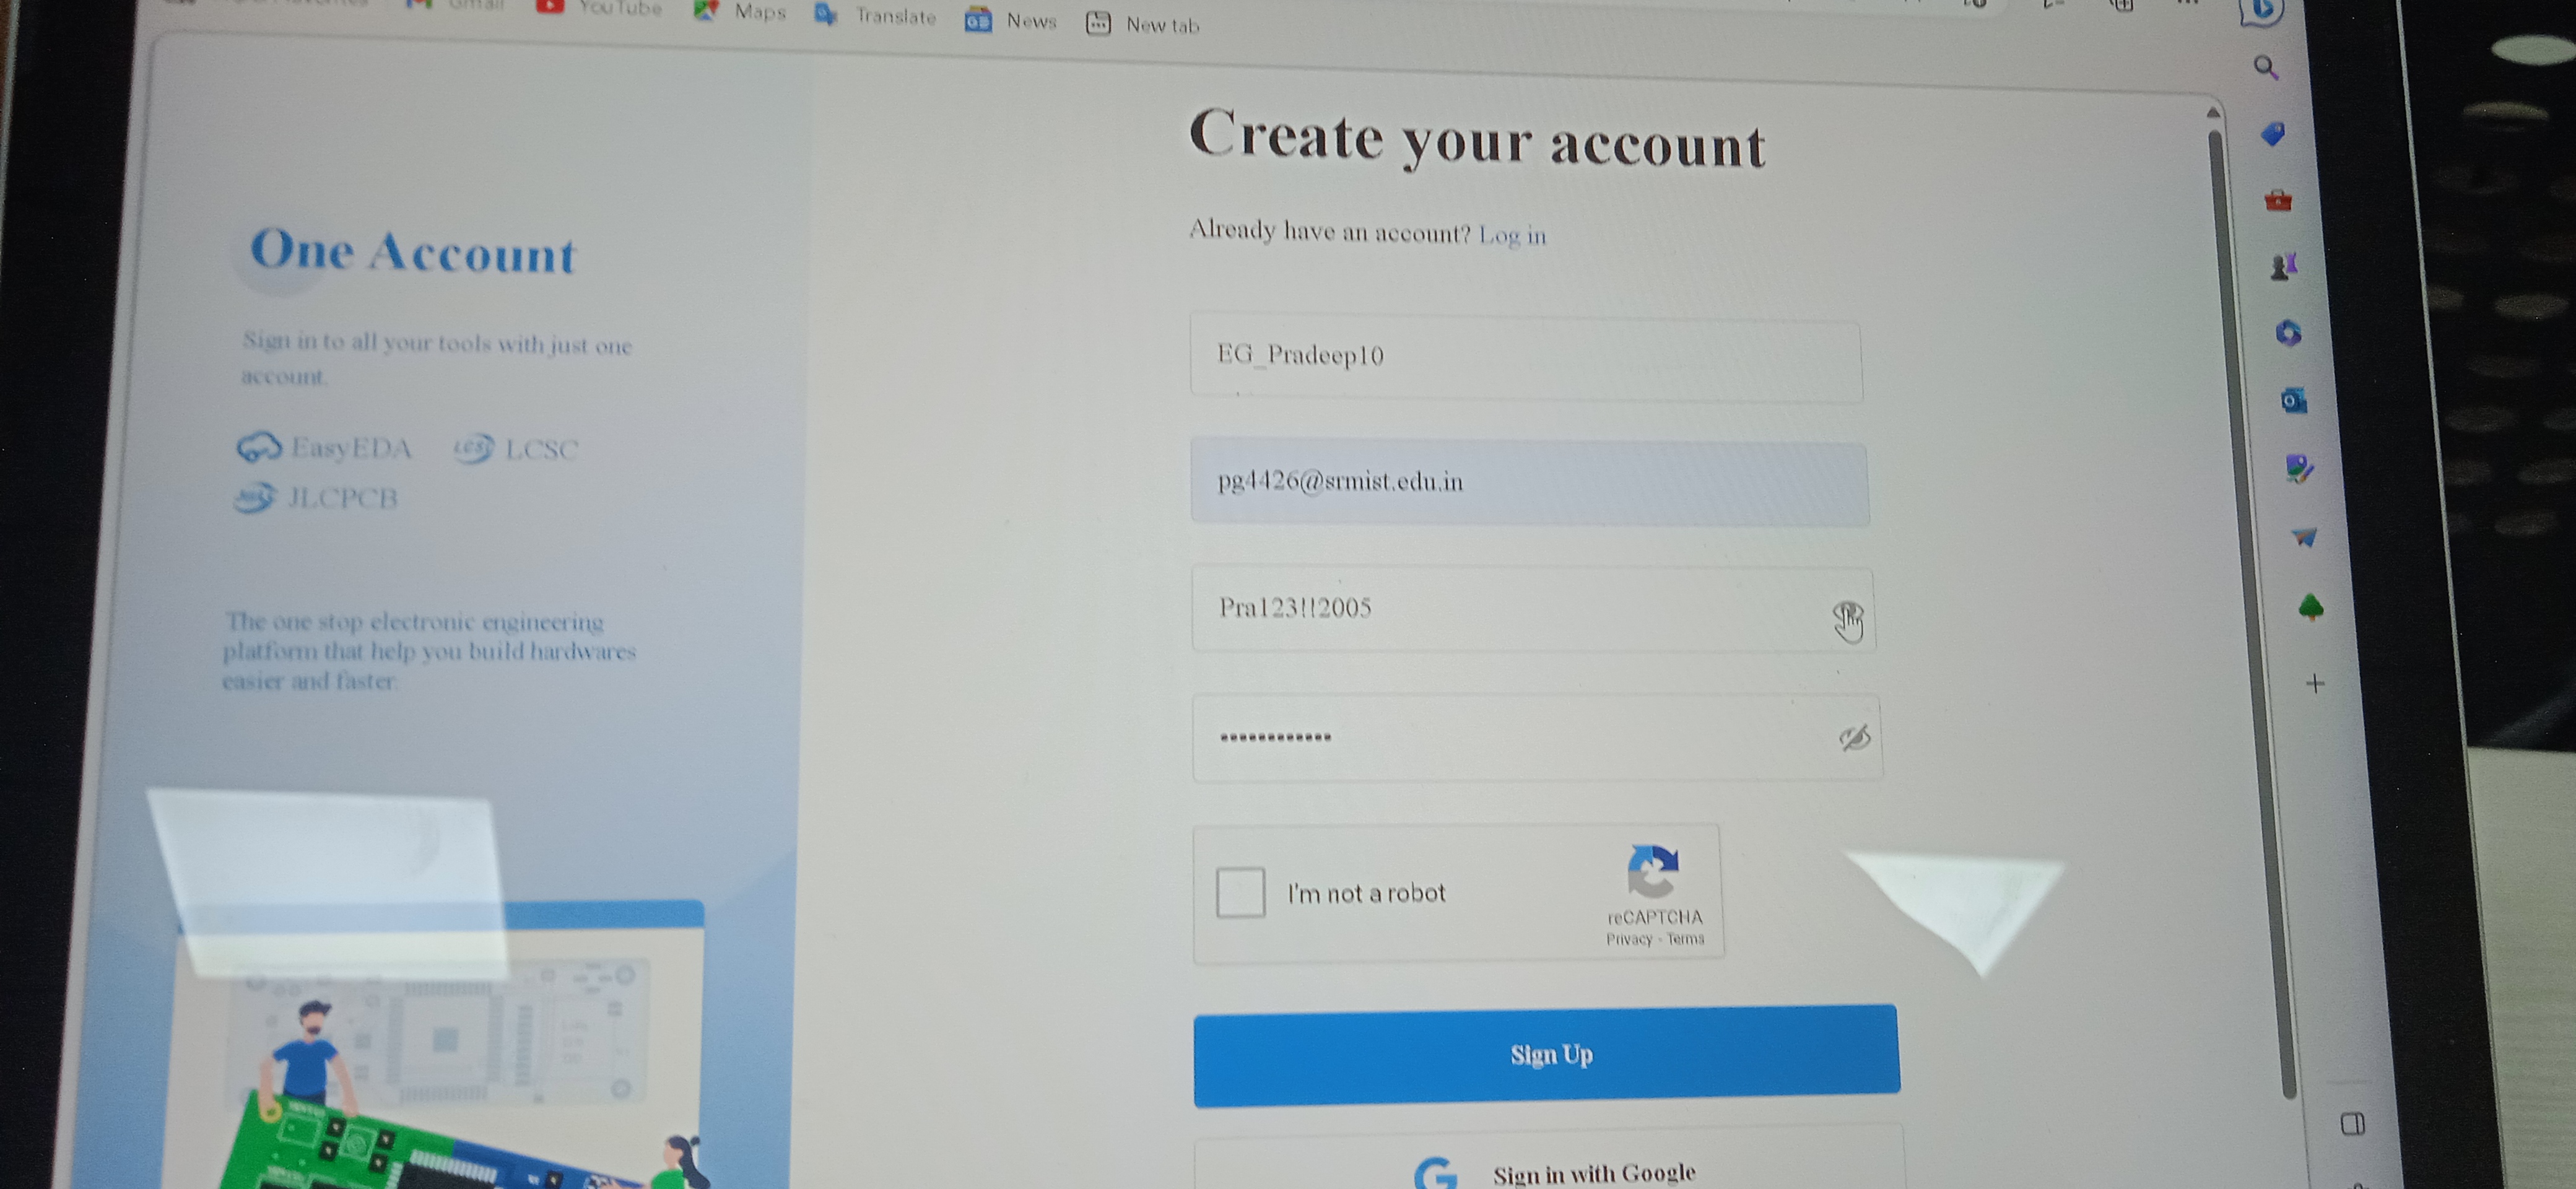 Gmail
YouTube
Maps
Translate
News
New tab
One Account
Sign in to all your tools with just one
account.
EasyEDA
LCSC
JLCPCB
The one stop electronic engineering
platform that help you build hardwares
easier and faster.
Create your account
Already have an account? Log in
EG_Pradeep10
pg4426@srmist.edu.in
Pra123!!2005
••••••••••••
I'm not a robot
reCAPTCHA
Privacy - Terms
Sign Up
Sign in with Google